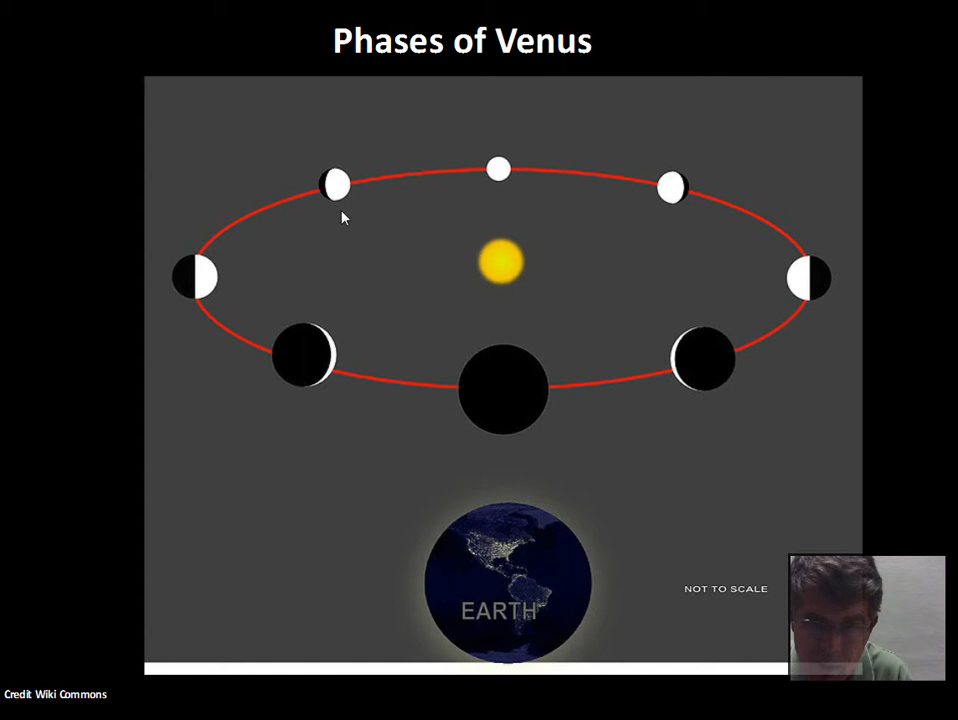 Phases of Venus
EARTH
NOT TO SCALE
Credit Wiki Commons